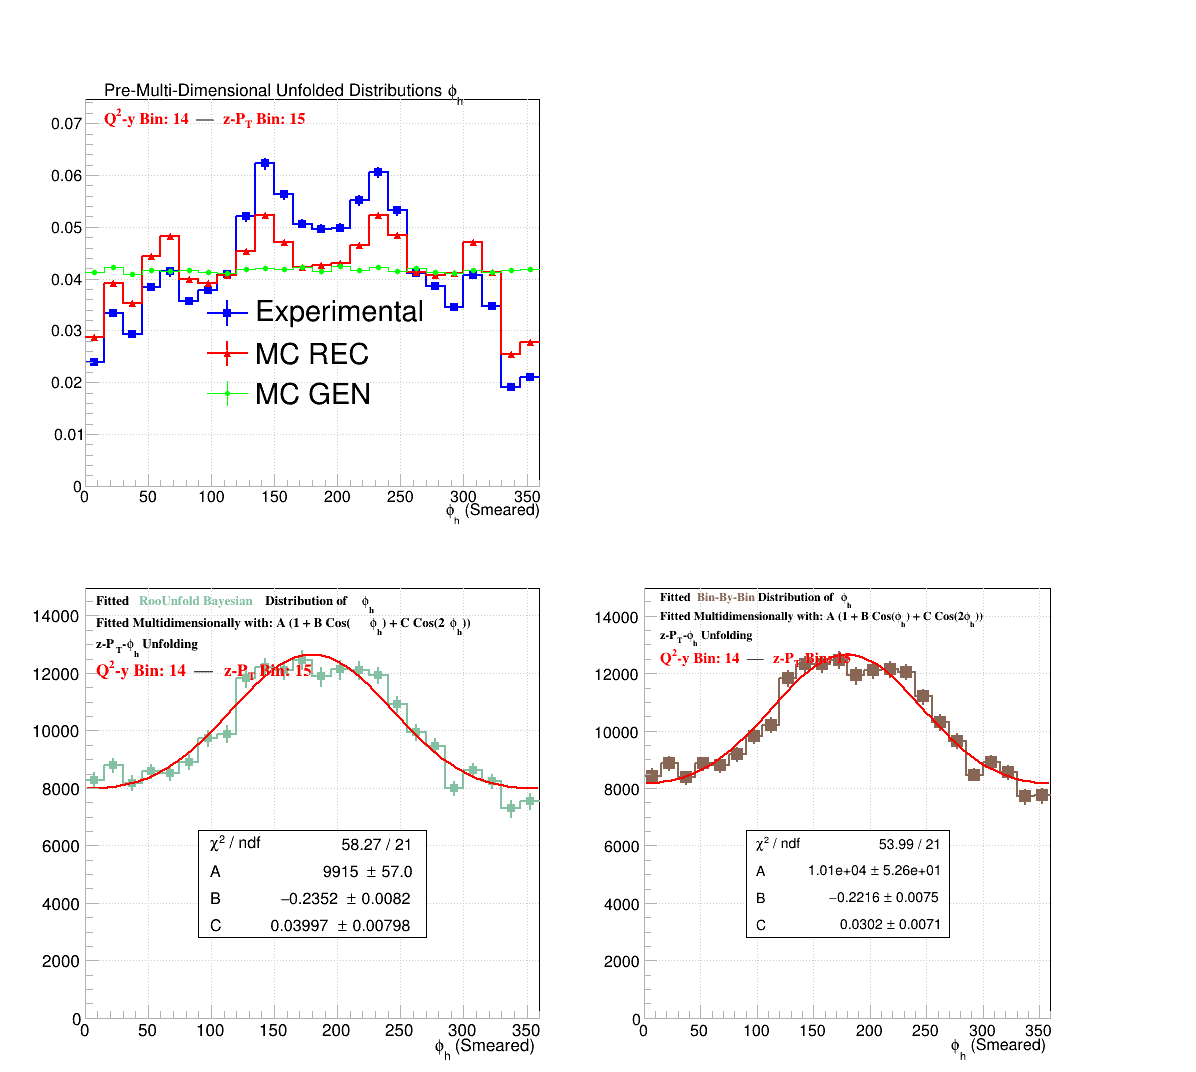 Pre-Multi-Dimensional Unfolded Distributions ϕh
Q2-y Bin: 14 — z-PT Bin: 15
0.07
0.06
0.05
0.04
0.03
0.02
0.01
0
Experimental
MC REC
MC GEN
0 50 100 150 200 250 300 350
ϕh (Smeared)
Fitted RooUnfold Bayesian Distribution of ϕh
Fitted Multidimensionally with: A (1 + B Cos( ϕh) + C Cos(2 ϕh))
z-PT-ϕh Unfolding
Q2-y Bin: 14 — z-PT Bin: 15
14000
12000
10000
8000
6000
4000
2000
0
χ2 / ndf 58.27 / 21
A 9915 ± 57.0
B −0.2352 ± 0.0082
C 0.03997 ± 0.00798
0 50 100 150 200 250 300 350
ϕh (Smeared)
Fitted Bin-By-Bin Distribution of ϕh
Fitted Multidimensionally with: A (1 + B Cos(ϕh) + C Cos(2ϕh))
z-PT-ϕh Unfolding
Q2-y Bin: 14 — z-PT Bin: 15
14000
12000
10000
8000
6000
4000
2000
0
χ2 / ndf 53.99 / 21
A 1.01e+04 ± 5.26e+01
B −0.2216 ± 0.0075
C 0.0302 ± 0.0071
0 50 100 150 200 250 300 350
ϕh (Smeared)